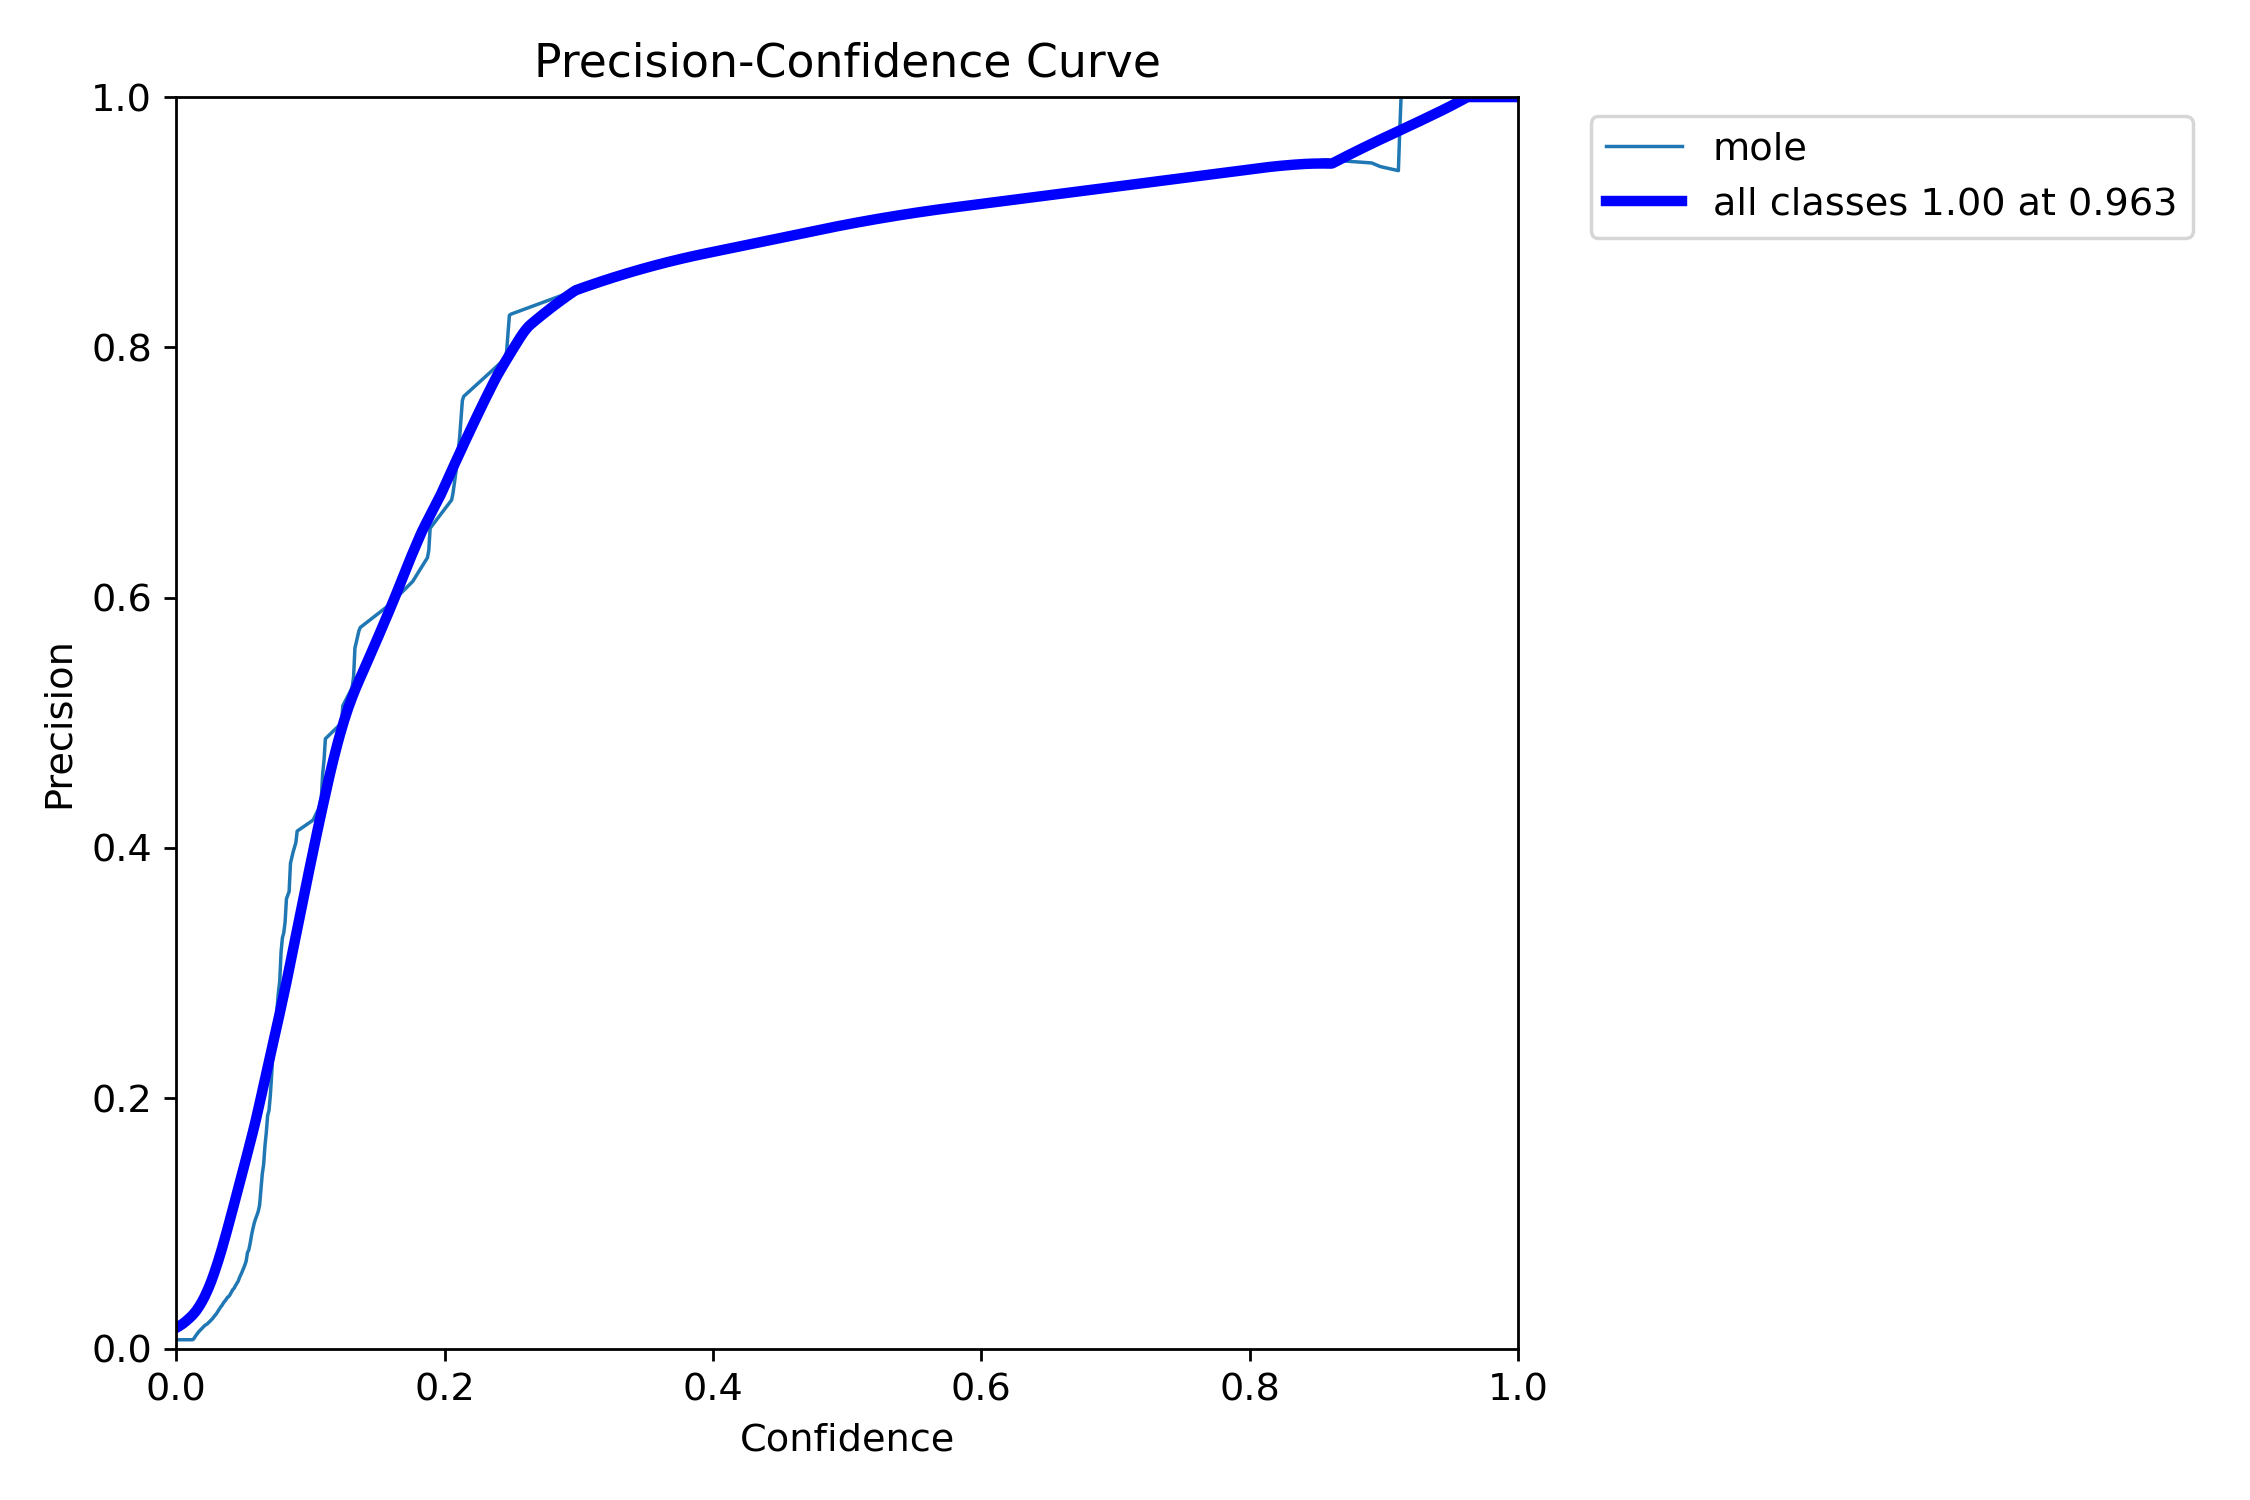 Precision-Confidence Curve
mole
all classes 1.00 at 0.963
1.0
0.8
0.6
0.4
0.2
0.0
Precision
0.0 0.2 0.4 0.6 0.8 1.0
Confidence